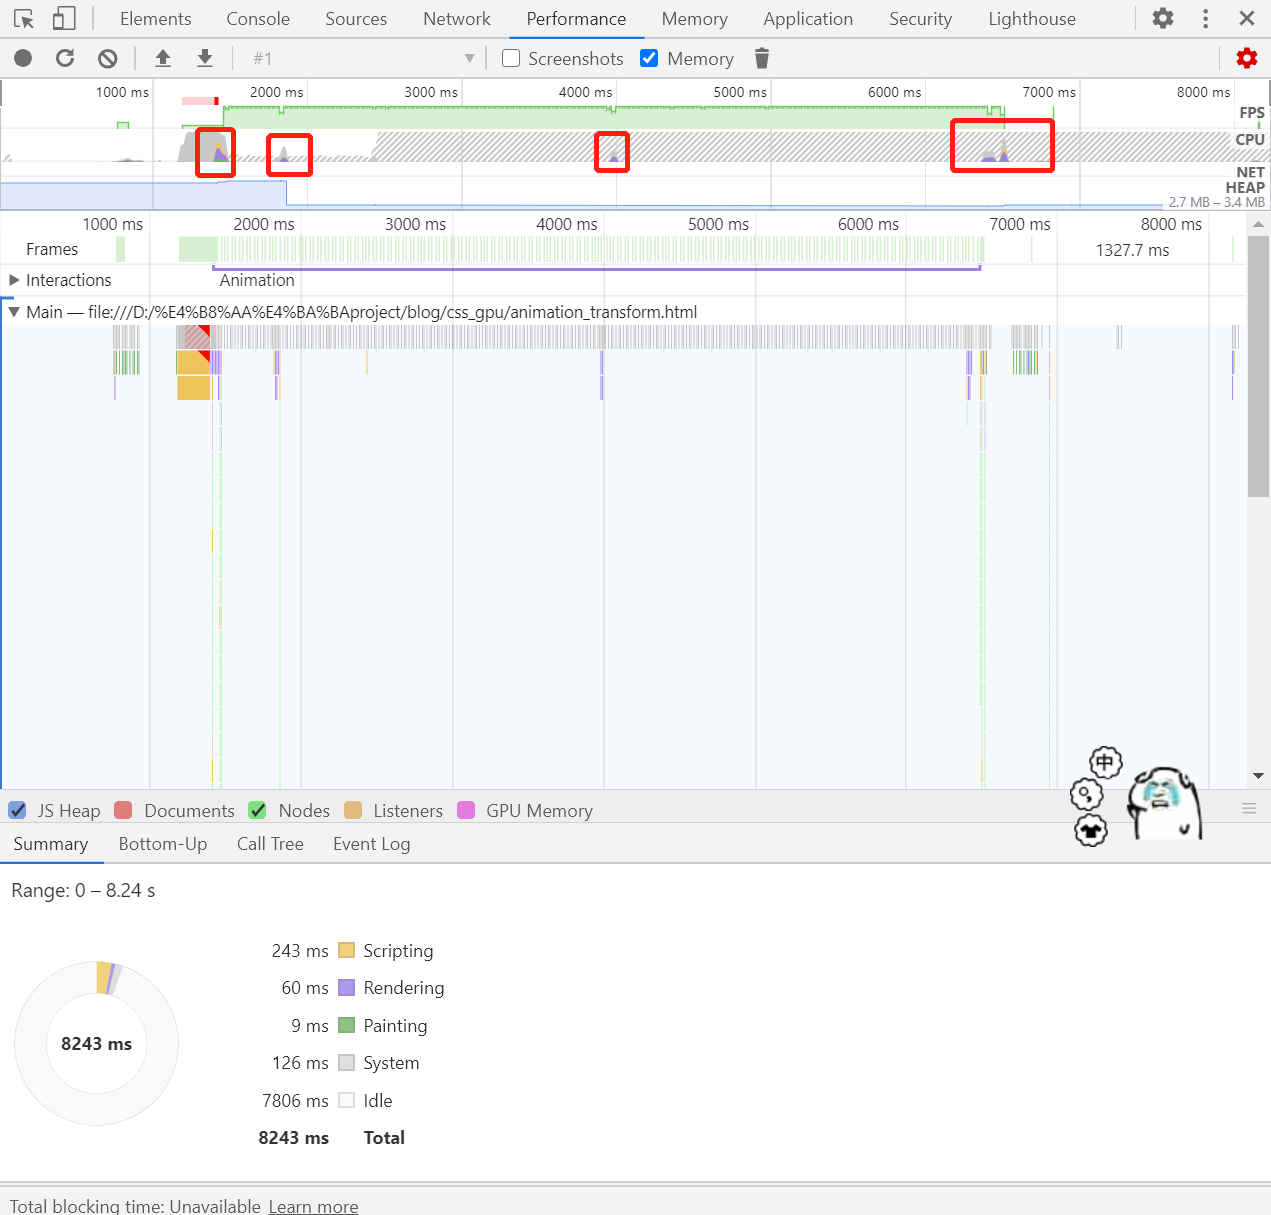 Elements Console Sources Network Performance Memory Application Security Lighthouse
#1 Screenshots Memory
1000 ms 2000 ms 3000 ms 4000 ms 5000 ms 6000 ms 7000 ms 8000 ms
FPS
CPU
NET
HEAP
2.7 MB – 3.4 MB
1000 ms 2000 ms 3000 ms 4000 ms 5000 ms 6000 ms 7000 ms 8000 ms
Frames 1327.7 ms
Interactions Animation
Main — file:///D:/%E4%B8%AA%E4%BA%BAproject/blog/css_gpu/animation_transform.html
中
JS Heap Documents Nodes Listeners GPU Memory
Summary Bottom-Up Call Tree Event Log
Range: 0 – 8.24 s
243 ms Scripting
60 ms Rendering
9 ms Painting
126 ms System
7806 ms Idle
8243 ms Total
8243 ms
Total blocking time: Unavailable Learn more